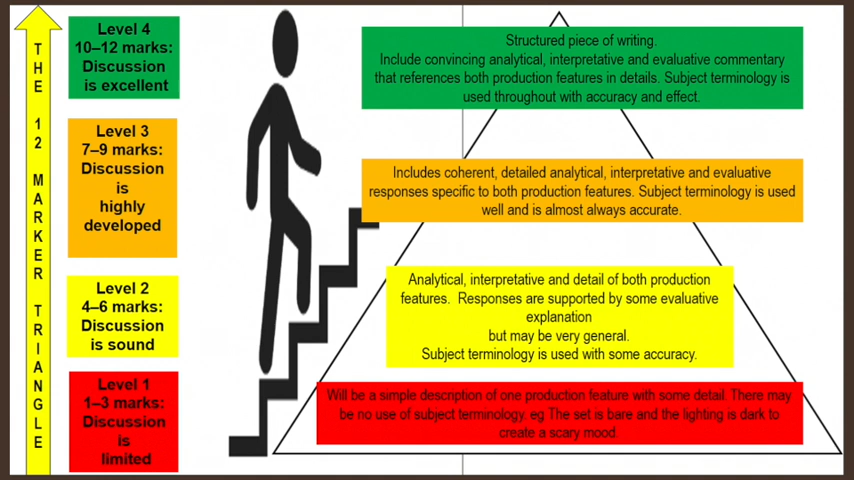 THE 12 MARKER TRIANGLE
Level 4
10–12 marks:
Discussion
is excellent
Structured piece of writing.
Include convincing analytical, interpretative and evaluative commentary
that references both production features in details. Subject terminology is
used throughout with accuracy and effect.
Level 3
7–9 marks:
Discussion
is
highly
developed
Includes coherent, detailed analytical, interpretative and evaluative
responses specific to both production features. Subject terminology is used
well and is almost always accurate.
Level 2
4–6 marks:
Discussion
is sound
Analytical, interpretative and detail of both production
features. Responses are supported by some evaluative
explanation
but may be very general.
Subject terminology is used with some accuracy.
Level 1
1–3 marks:
Discussion
is
limited
Will be a simple description of one production feature with some detail. There may
be no use of subject terminology. eg The set is bare and the lighting is dark to
create a scary mood.